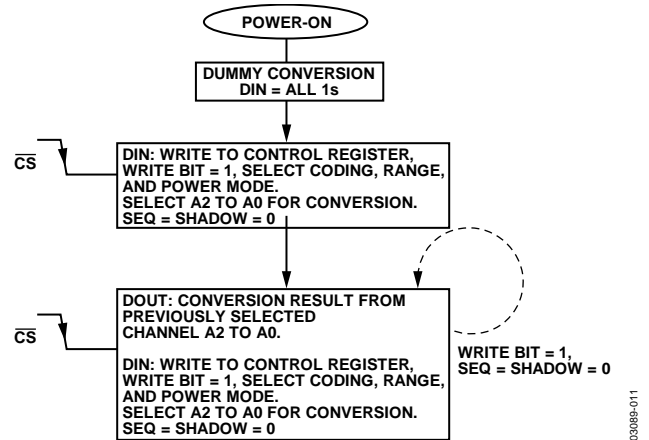 POWER-ON
DUMMY CONVERSION
DIN = ALL 1s
CS
DIN: WRITE TO CONTROL REGISTER,
WRITE BIT = 1, SELECT CODING, RANGE,
AND POWER MODE.
SELECT A2 TO A0 FOR CONVERSION.
SEQ = SHADOW = 0
CS
DOUT: CONVERSION RESULT FROM
PREVIOUSLY SELECTED
CHANNEL A2 TO A0.
DIN: WRITE TO CONTROL REGISTER,
WRITE BIT = 1, SELECT CODING, RANGE,
AND POWER MODE.
SELECT A2 TO A0 FOR CONVERSION.
SEQ = SHADOW = 0
WRITE BIT = 1,
SEQ = SHADOW = 0
03089-011